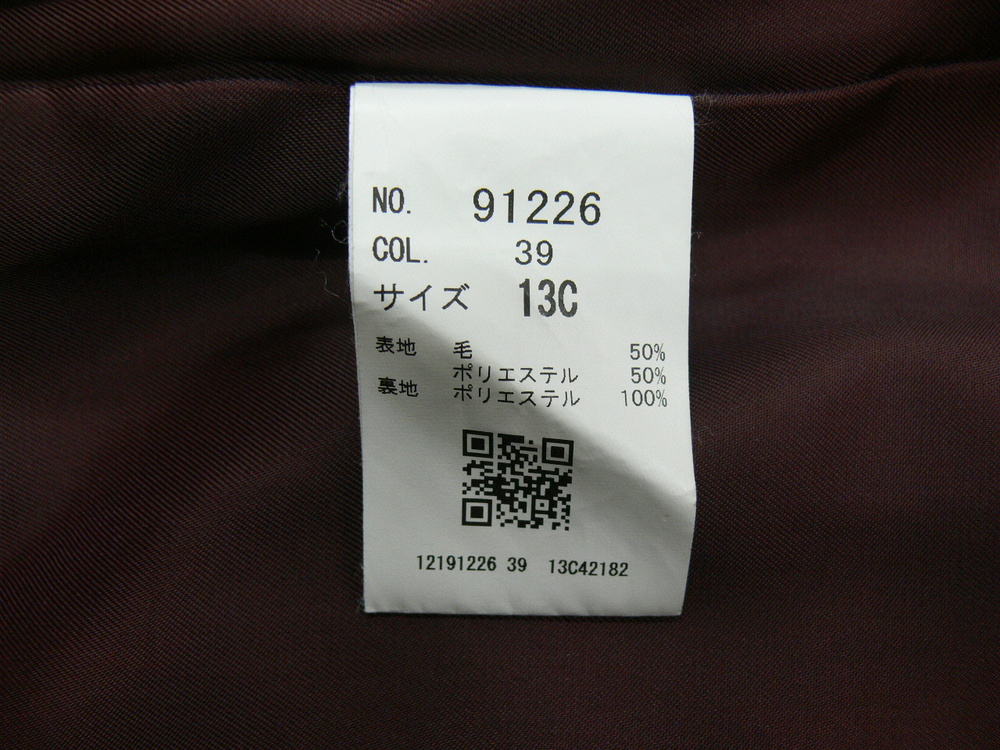 NO. 91226
COL. 39
サイズ 13C
表地 毛 50%
ポリエステル 50%
裏地 ポリエステル 100%
12191226 39 13C42182